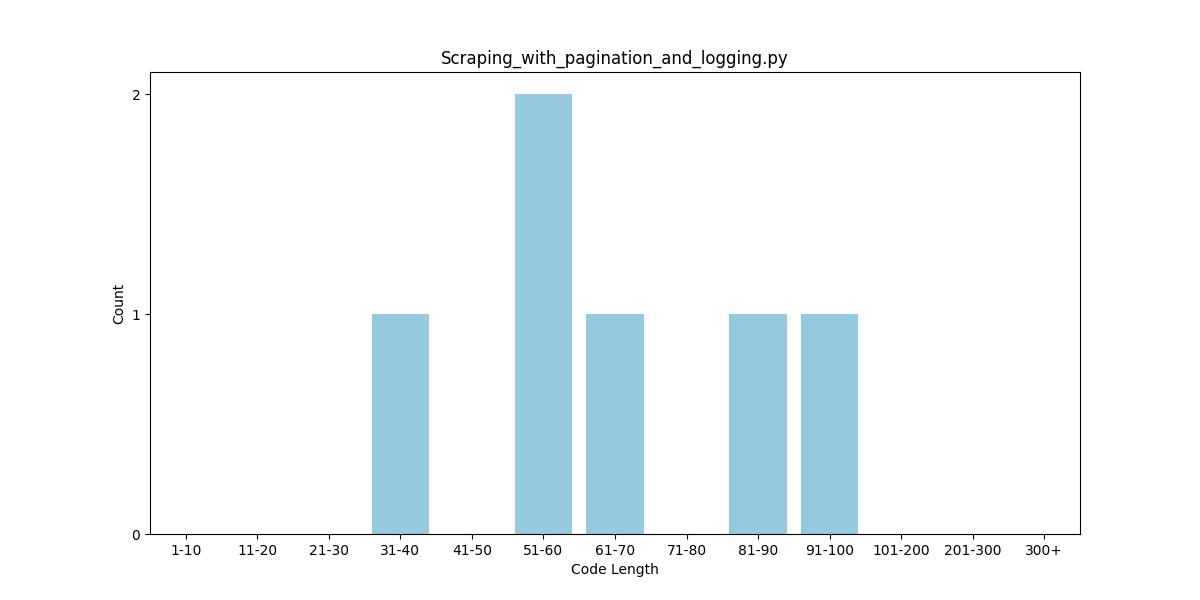 Scraping_with_pagination_and_logging.py
2
1
0
Count
1-10 11-20 21-30 31-40 41-50 51-60 61-70 71-80 81-90 91-100 101-200 201-300 300+
Code Length